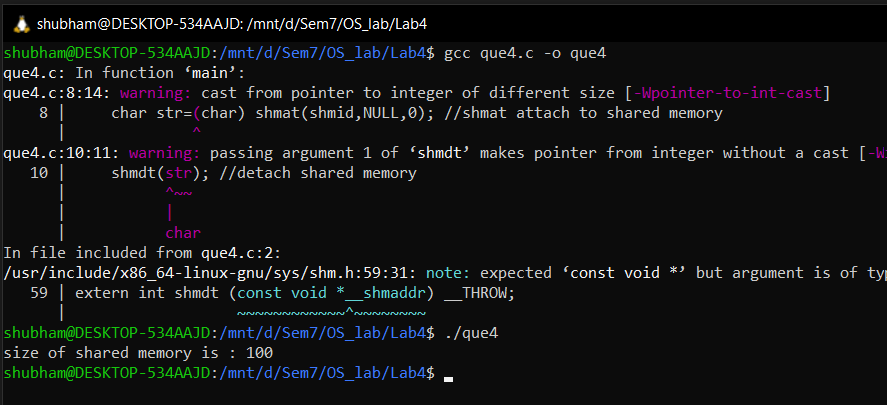 shubham@DESKTOP-534AAJD: /mnt/d/Sem7/OS_lab/Lab4
shubham@DESKTOP-534AAJD:/mnt/d/Sem7/OS_lab/Lab4$ gcc que4.c -o que4
que4.c: In function ‘main’:
que4.c:8:14: warning: cast from pointer to integer of different size [-Wpointer-to-int-cast]
8 | char str=(char) shmat(shmid,NULL,0); //shmat attach to shared memory
| ^
que4.c:10:11: warning: passing argument 1 of ‘shmdt’ makes pointer from integer without a cast [-W
10 | shmdt(str); //detach shared memory
| ^~~
| |
| char
In file included from que4.c:2:
/usr/include/x86_64-linux-gnu/sys/shm.h:59:31: note: expected ‘const void *’ but argument is of ty
59 | extern int shmdt (const void *__shmaddr) __THROW;
| ~~~~~~~~~~~~^~~~~~~~~
shubham@DESKTOP-534AAJD:/mnt/d/Sem7/OS_lab/Lab4$ ./que4
size of shared memory is : 100
shubham@DESKTOP-534AAJD:/mnt/d/Sem7/OS_lab/Lab4$